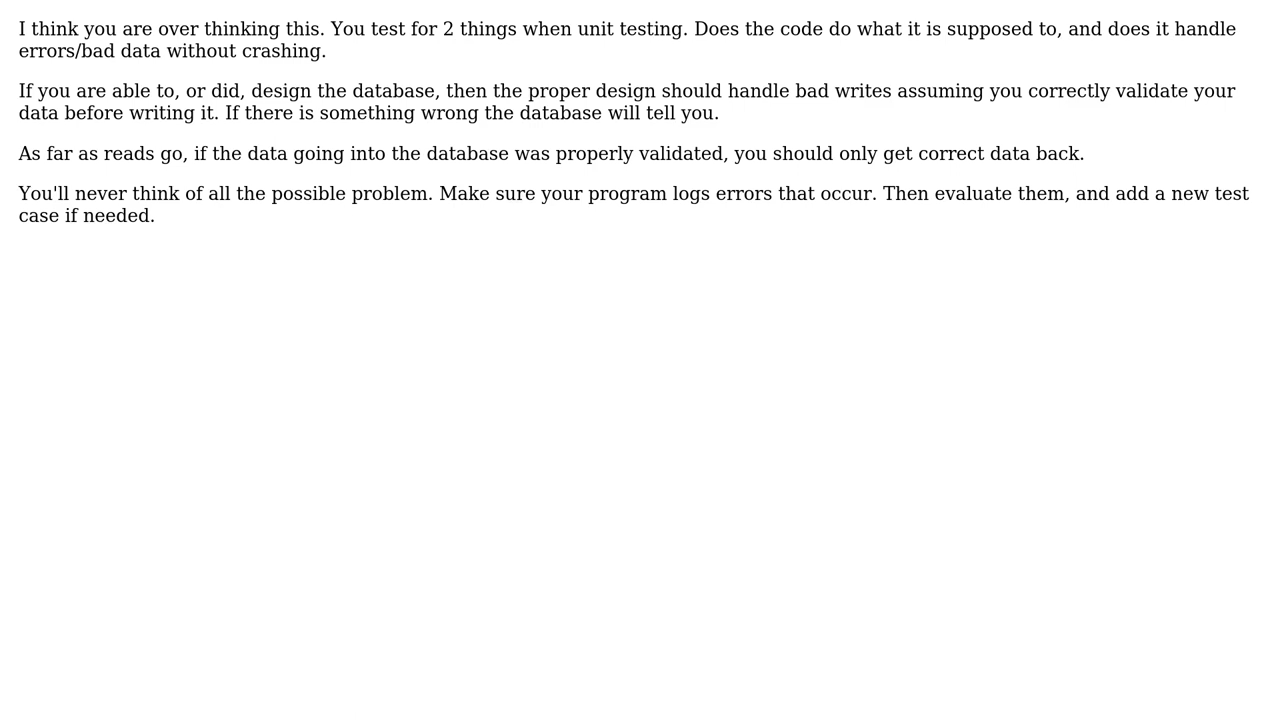 I think you are over thinking this. You test for 2 things when unit testing. Does the code do what it is supposed to, and does it handle
errors/bad data without crashing.
If you are able to, or did, design the database, then the proper design should handle bad writes assuming you correctly validate your
data before writing it. If there is something wrong the database will tell you.
As far as reads go, if the data going into the database was properly validated, you should only get correct data back.
You'll never think of all the possible problem. Make sure your program logs errors that occur. Then evaluate them, and add a new test
case if needed.